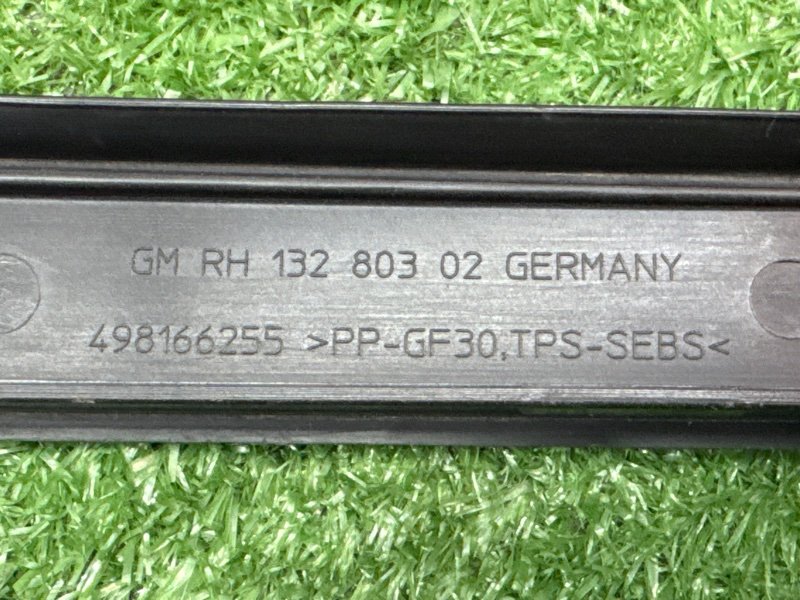 GM RH 132 803 02 GERMANY
498166255 >PP-GF30,TPS-SEBS<